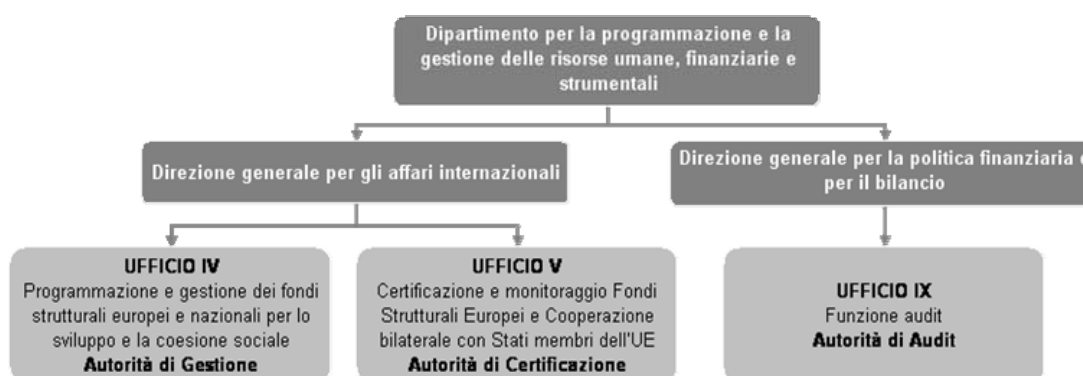 Dipartimento per la programmazione e la
gestione delle risorse umane, finanziarie e
strumentali
Direzione generale per gli affari internazionali
Direzione generale per la politica finanziaria e
per il bilancio
UFFICIO IV
Programmazione e gestione dei fondi
strutturali europei e nazionali per lo
sviluppo e la coesione sociale
Autorità di Gestione
UFFICIO V
Certificazione e monitoraggio Fondi
Strutturali Europei e Cooperazione
bilaterale con Stati membri dell'UE
Autorità di Certificazione
UFFICIO IX
Funzione audit
Autorità di Audit